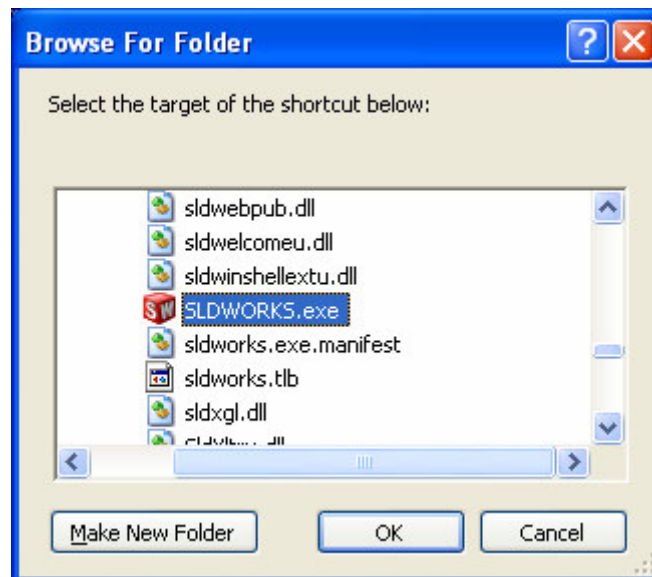 Browse For Folder
Select the target of the shortcut below:
sldwebpub.dll
sldwelcomeu.dll
sldwinshellextu.dll
SLDWORKS.exe
sldworks.exe.manifest
sldworks.tlb
sldxgl.dll
Make New Folder
OK
Cancel